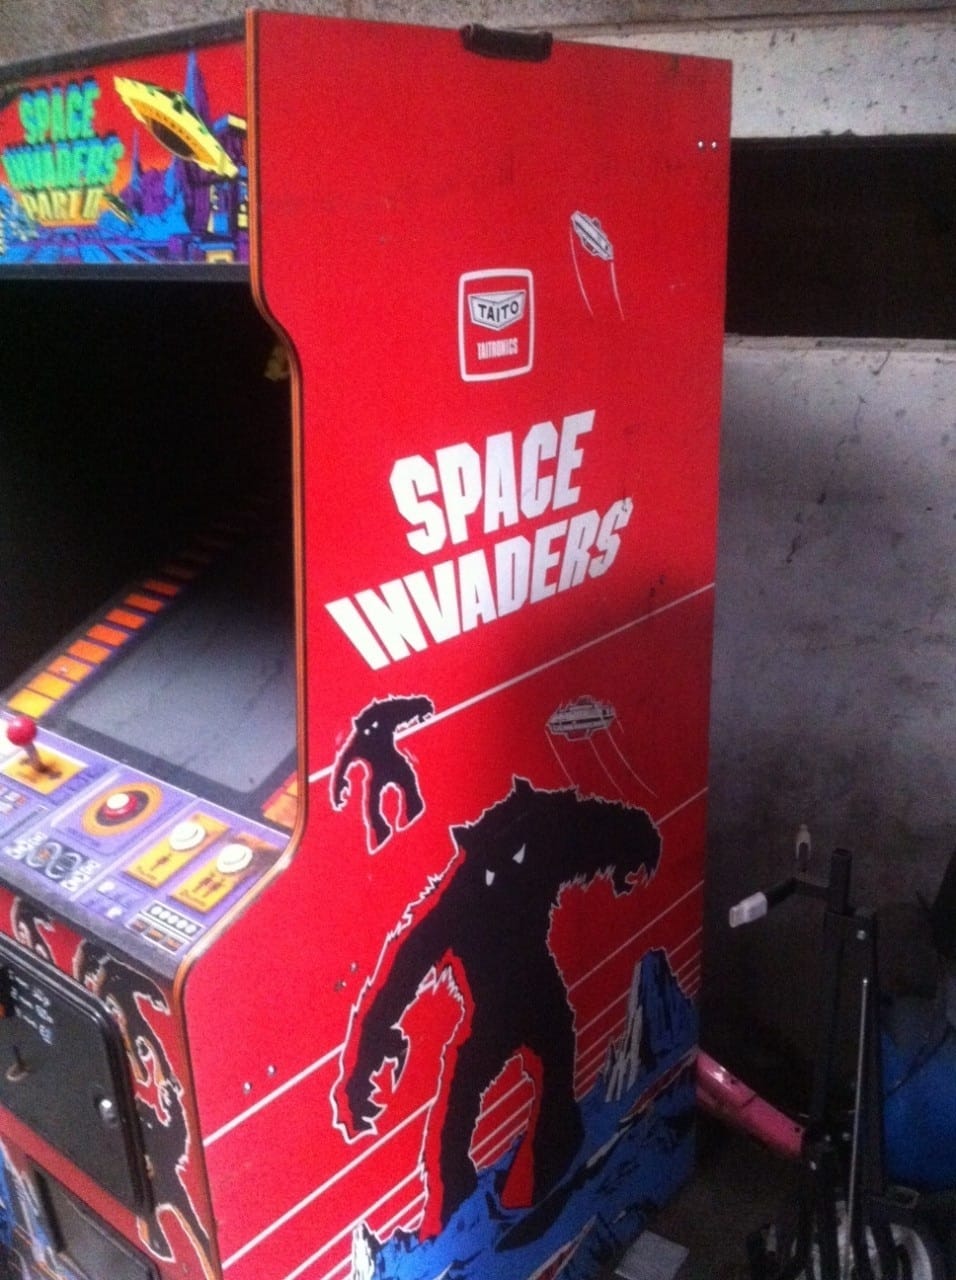 SPACE
INVADERS
PART II
TAITO
TAITRONICS
SPACE
INVADERS